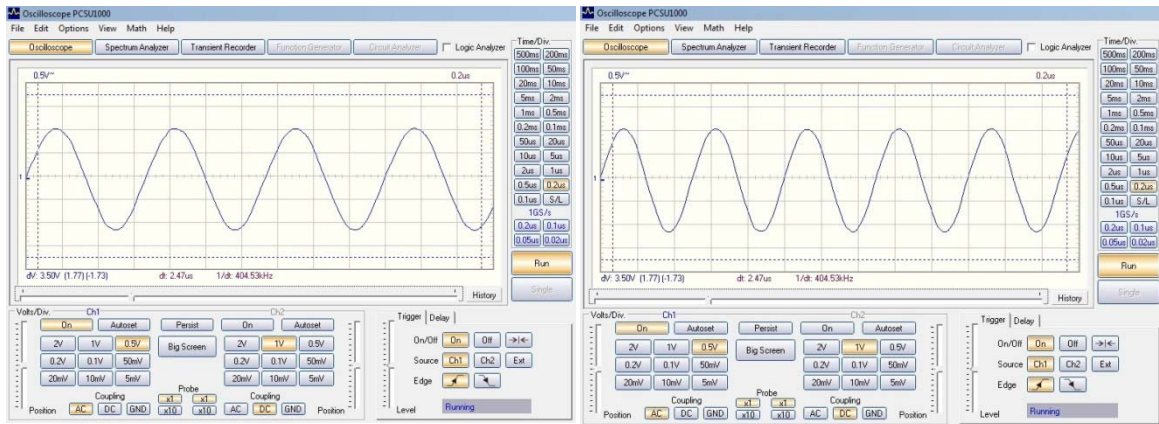 Oscilloscope PCSU1000
File Edit Options View Math Help
Oscilloscope Spectrum Analyzer Transient Recorder Function Generator Circuit Analyzer Logic Analyzer
Time/Div.
500ms 200ms
100ms 50ms
20ms 10ms
5ms 2ms
1ms 0.5ms
0.2ms 0.1ms
50us 20us
10us 5us
2us 1us
0.5us 0.2us
0.1us S/L
1GS/s
0.2us 0.1us
0.05us 0.02us
Run
Single
0.5V~ 0.2us
1
dV: 3.50V (1.77) (-1.73) dt: 2.47us 1/dt: 404.53kHz
History
Volts/Div. Ch1 Ch2
On Autoset Persist On Autoset
2V 1V 0.5V Big Screen 2V 1V 0.5V
0.2V 0.1V 50mV 0.2V 0.1V 50mV
20mV 10mV 5mV 20mV 10mV 5mV
Coupling Probe Coupling
x1 x1
Position AC DC GND x10 x10 AC DC GND Position
Trigger Delay
On/Off On Off
Source Ch1 Ch2 Ext
Edge
Level Running
Oscilloscope PCSU1000
File Edit Options View Math Help
Oscilloscope Spectrum Analyzer Transient Recorder Function Generator Circuit Analyzer Logic Analyzer
Time/Div.
500ms 200ms
100ms 50ms
20ms 10ms
5ms 2ms
1ms 0.5ms
0.2ms 0.1ms
50us 20us
10us 5us
2us 1us
0.5us 0.2us
0.1us S/L
1GS/s
0.2us 0.1us
0.05us 0.02us
Run
Single
0.5V~ 0.2us
1
dV: 3.50V (1.77) (-1.73) dt: 2.47us 1/dt: 404.53kHz
History
Volts/Div. Ch1 Ch2
On Autoset Persist On Autoset
2V 1V 0.5V Big Screen 2V 1V 0.5V
0.2V 0.1V 50mV 0.2V 0.1V 50mV
20mV 10mV 5mV 20mV 10mV 5mV
Coupling Probe Coupling
x1 x1
Position AC DC GND x10 x10 AC DC GND Position
Trigger Delay
On/Off On Off
Source Ch1 Ch2 Ext
Edge
Level Running